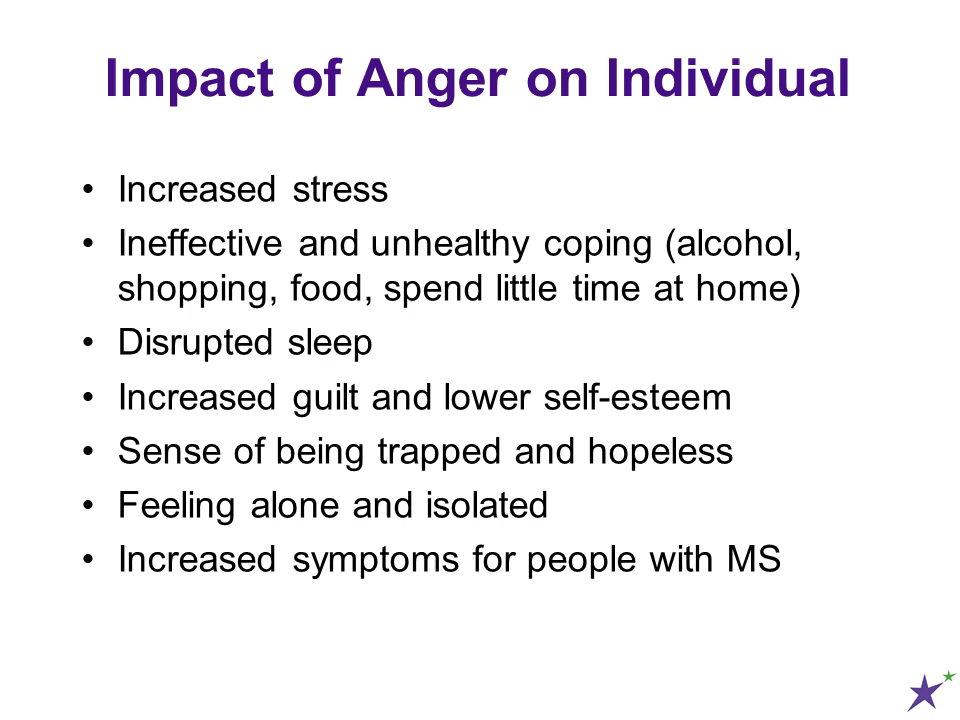 Impact of Anger on Individual
• Increased stress
• Ineffective and unhealthy coping (alcohol,
shopping, food, spend little time at home)
• Disrupted sleep
• Increased guilt and lower self-esteem
• Sense of being trapped and hopeless
• Feeling alone and isolated
• Increased symptoms for people with MS